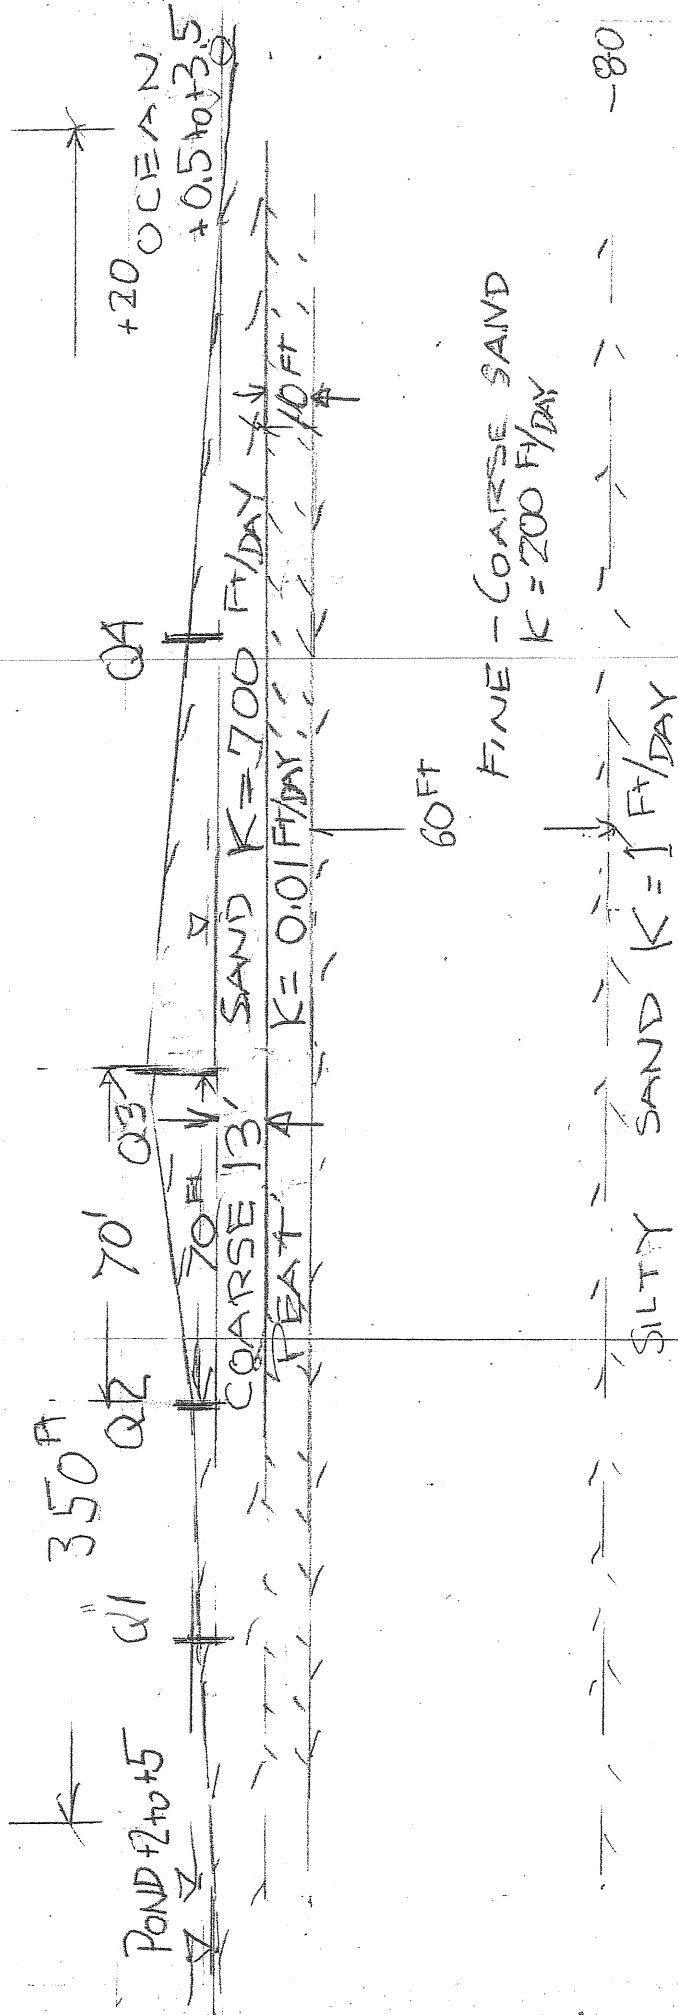 350 Ft
70'
+20
POND +2 to +5
Q1
Q2
Q3
Q4
OCEAN
+0.5 to +3.5
0
70'
COARSE 13' SAND K=700 Ft/DAY
PEAT K= 0.01 Ft/DAY
10 FT
60 FT
FINE - COARSE SAND
K = 200 Ft/DAY
-80
SILTY SAND K = 1 Ft/DAY